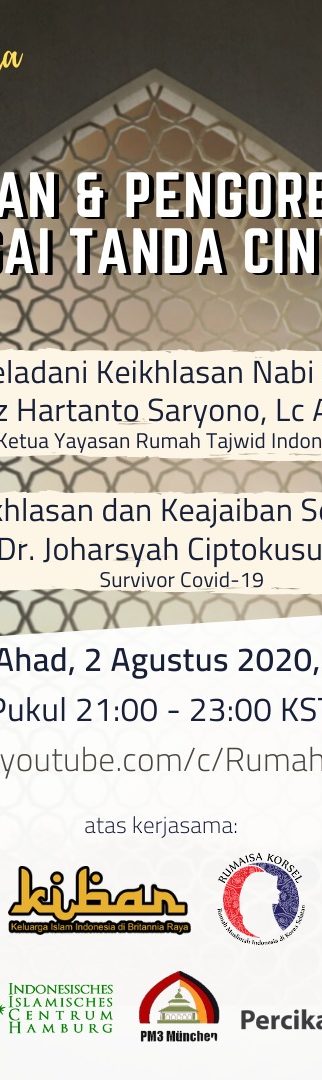 a
AN & PENGORB
GAI TANDA CIN
eladani Keikhlasan Nabi
z Hartanto Saryono, Lc A
Ketua Yayasan Rumah Tajwid Indon
khlasan dan Keajaiban Se
Dr. Joharsyah Ciptokusu
Survivor Covid-19
Ahad, 2 Agustus 2020,
Pukul 21:00 - 23:00 KST
youtube.com/c/Rumah
atas kerjasama:
kibar
Keluarga Islam Indonesia di Britannia Raya
RUMAISA KORSEL
Rumah Muslimah Indonesia di Korea Selatan
INDONESISCHES
ISLAMISCHES
CENTRUM
HAMBURG
PM3 München
Percika